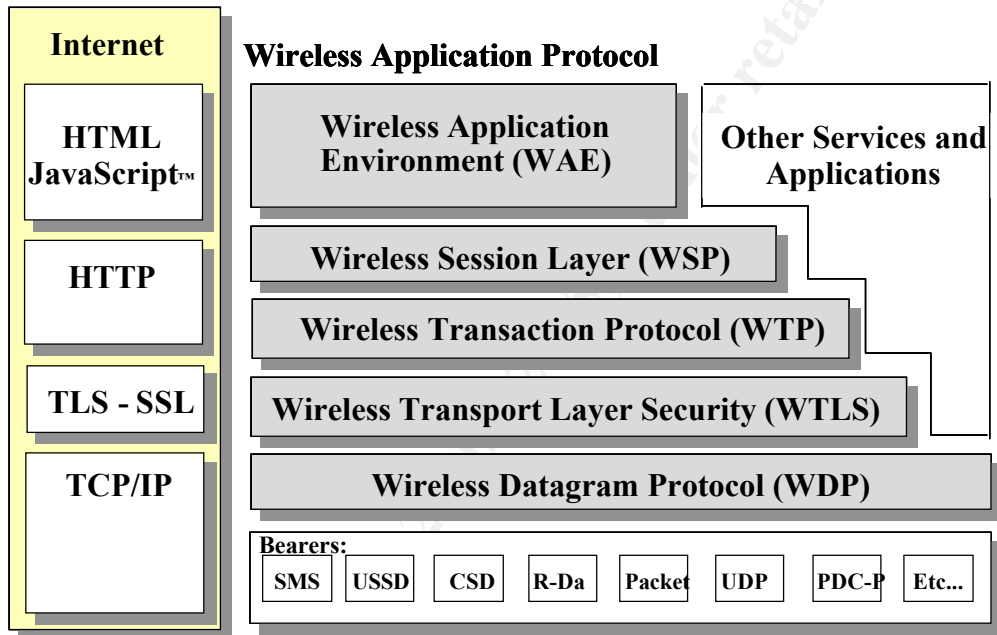 Internet
HTML
JavaScript™
HTTP
TLS - SSL
TCP/IP
Wireless Application Protocol
Wireless Application
Environment (WAE)
Other Services and
Applications
Wireless Session Layer (WSP)
Wireless Transaction Protocol (WTP)
Wireless Transport Layer Security (WTLS)
Wireless Datagram Protocol (WDP)
Bearers:
SMS USSD CSD R-Da Packet UDP PDC-P Etc...